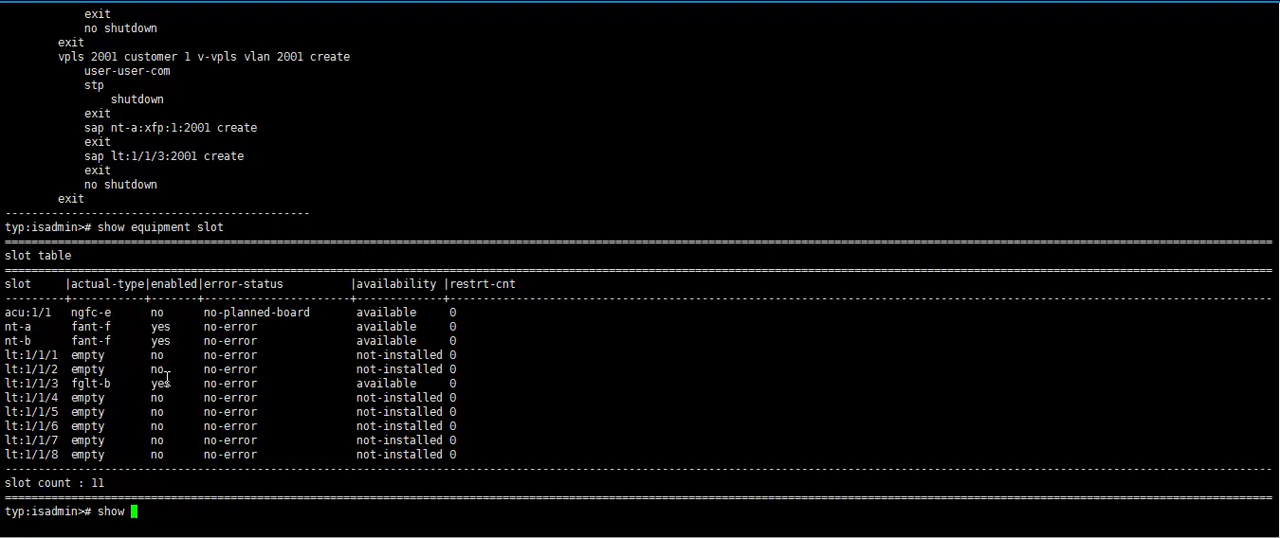 exit
no shutdown
exit
vpls 2001 customer 1 v-vpls vlan 2001 create
user-user-com
stp
shutdown
exit
sap nt-a:xfp:1:2001 create
exit
sap lt:1/1/3:2001 create
exit
no shutdown
exit
----------------------------------------------
typ:isadmin># show equipment slot
================================================================================
slot table
================================================================================
slot |actual-type|enabled|error-status |availability |restrt-cnt
--------+-----------+-------+----------------------+-------------+--------------
acu:1/1 ngfc-e no no-planned-board available 0
nt-a fant-f yes no-error available 0
nt-b fant-f yes no-error available 0
lt:1/1/1 empty no no-error not-installed 0
lt:1/1/2 empty no no-error not-installed 0
lt:1/1/3 fglt-b yes no-error available 0
lt:1/1/4 empty no no-error not-installed 0
lt:1/1/5 empty no no-error not-installed 0
lt:1/1/6 empty no no-error not-installed 0
lt:1/1/7 empty no no-error not-installed 0
lt:1/1/8 empty no no-error not-installed 0
--------------------------------------------------------------------------------
slot count : 11
================================================================================
typ:isadmin># show